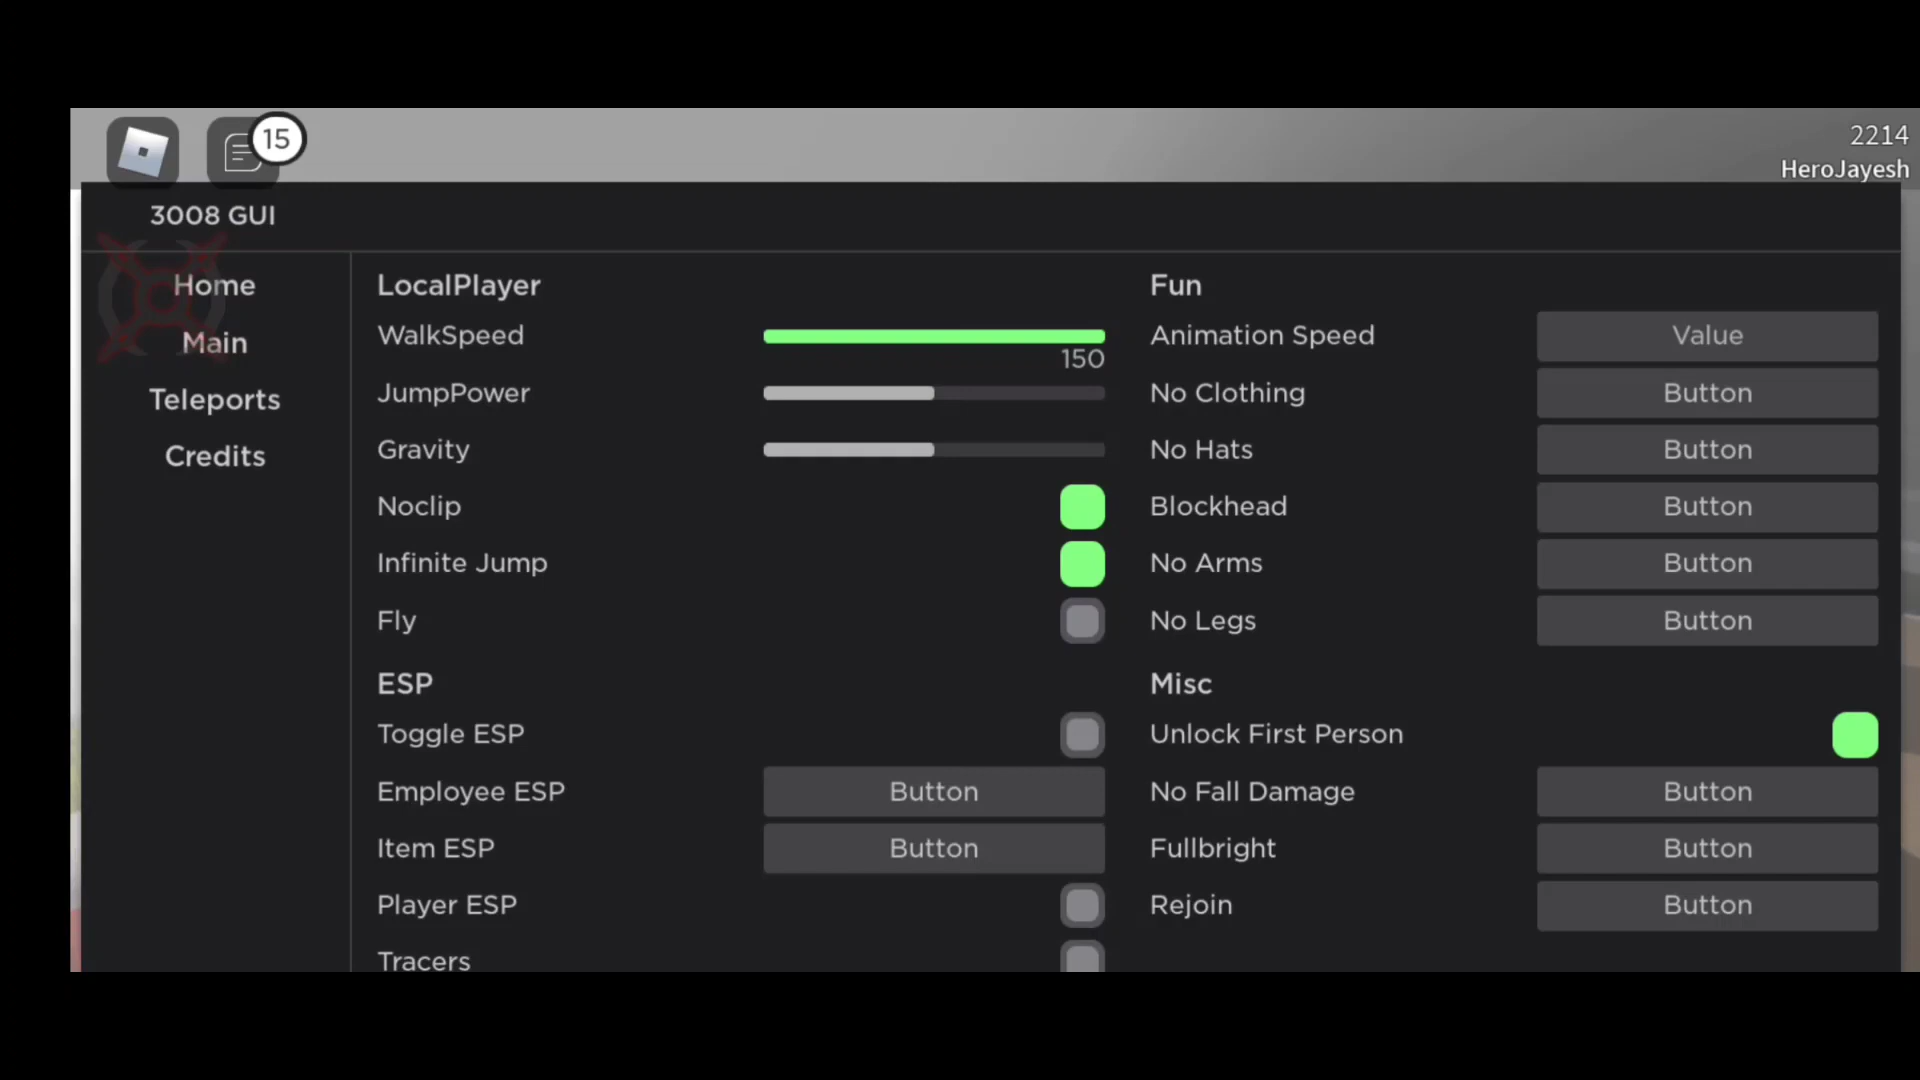 15
2214
HeroJayesh
3008 GUI
Home
Main
Teleports
Credits
LocalPlayer
WalkSpeed
150
JumpPower
Gravity
Noclip
Infinite Jump
Fly
ESP
Toggle ESP
Employee ESP Button
Item ESP Button
Player ESP
Tracers
Fun
Animation Speed Value
No Clothing Button
No Hats Button
Blockhead Button
No Arms Button
No Legs Button
Misc
Unlock First Person
No Fall Damage Button
Fullbright Button
Rejoin Button